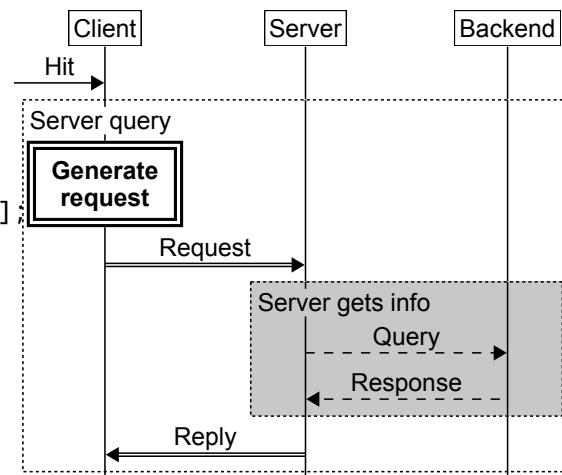 Client Server Backend
Hit
Server query
Generate
request
];
Request
Server gets info
Query
Response
Reply